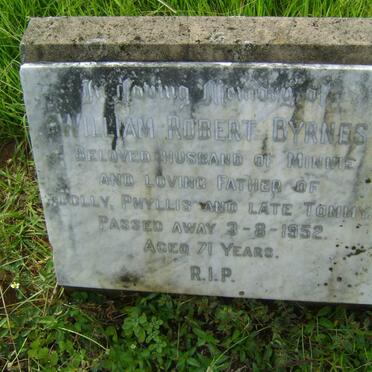 In Loving Memory of
WILLIAM ROBERT BYRNES
BELOVED HUSBAND OF MINNIE
AND LOVING FATHER OF
DOLLY, PHYLLIS AND LATE TOMMY
PASSED AWAY 3-8-1952
AGED 71 YEARS.
R.I.P.